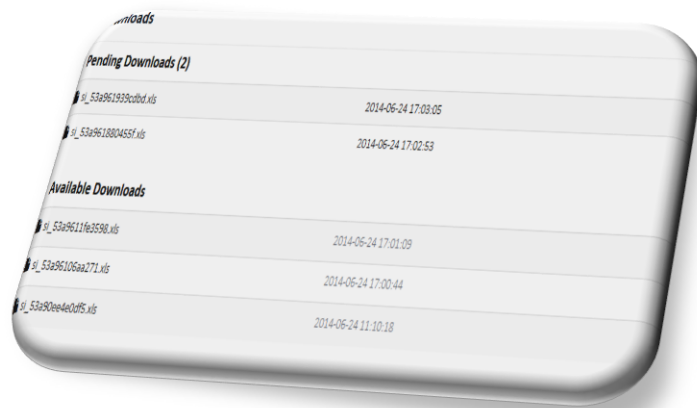 Pending Downloads (2)
si_53a961939cdbd.xls 2014-06-24 17:03:05
si_53a961880455f.xls 2014-06-24 17:02:53
Available Downloads
si_53a9611fe3598.xls 2014-06-24 17:01:09
si_53a96106aa271.xls 2014-06-24 17:00:44
si_53a90ee4e0df5.xls 2014-06-24 11:10:18